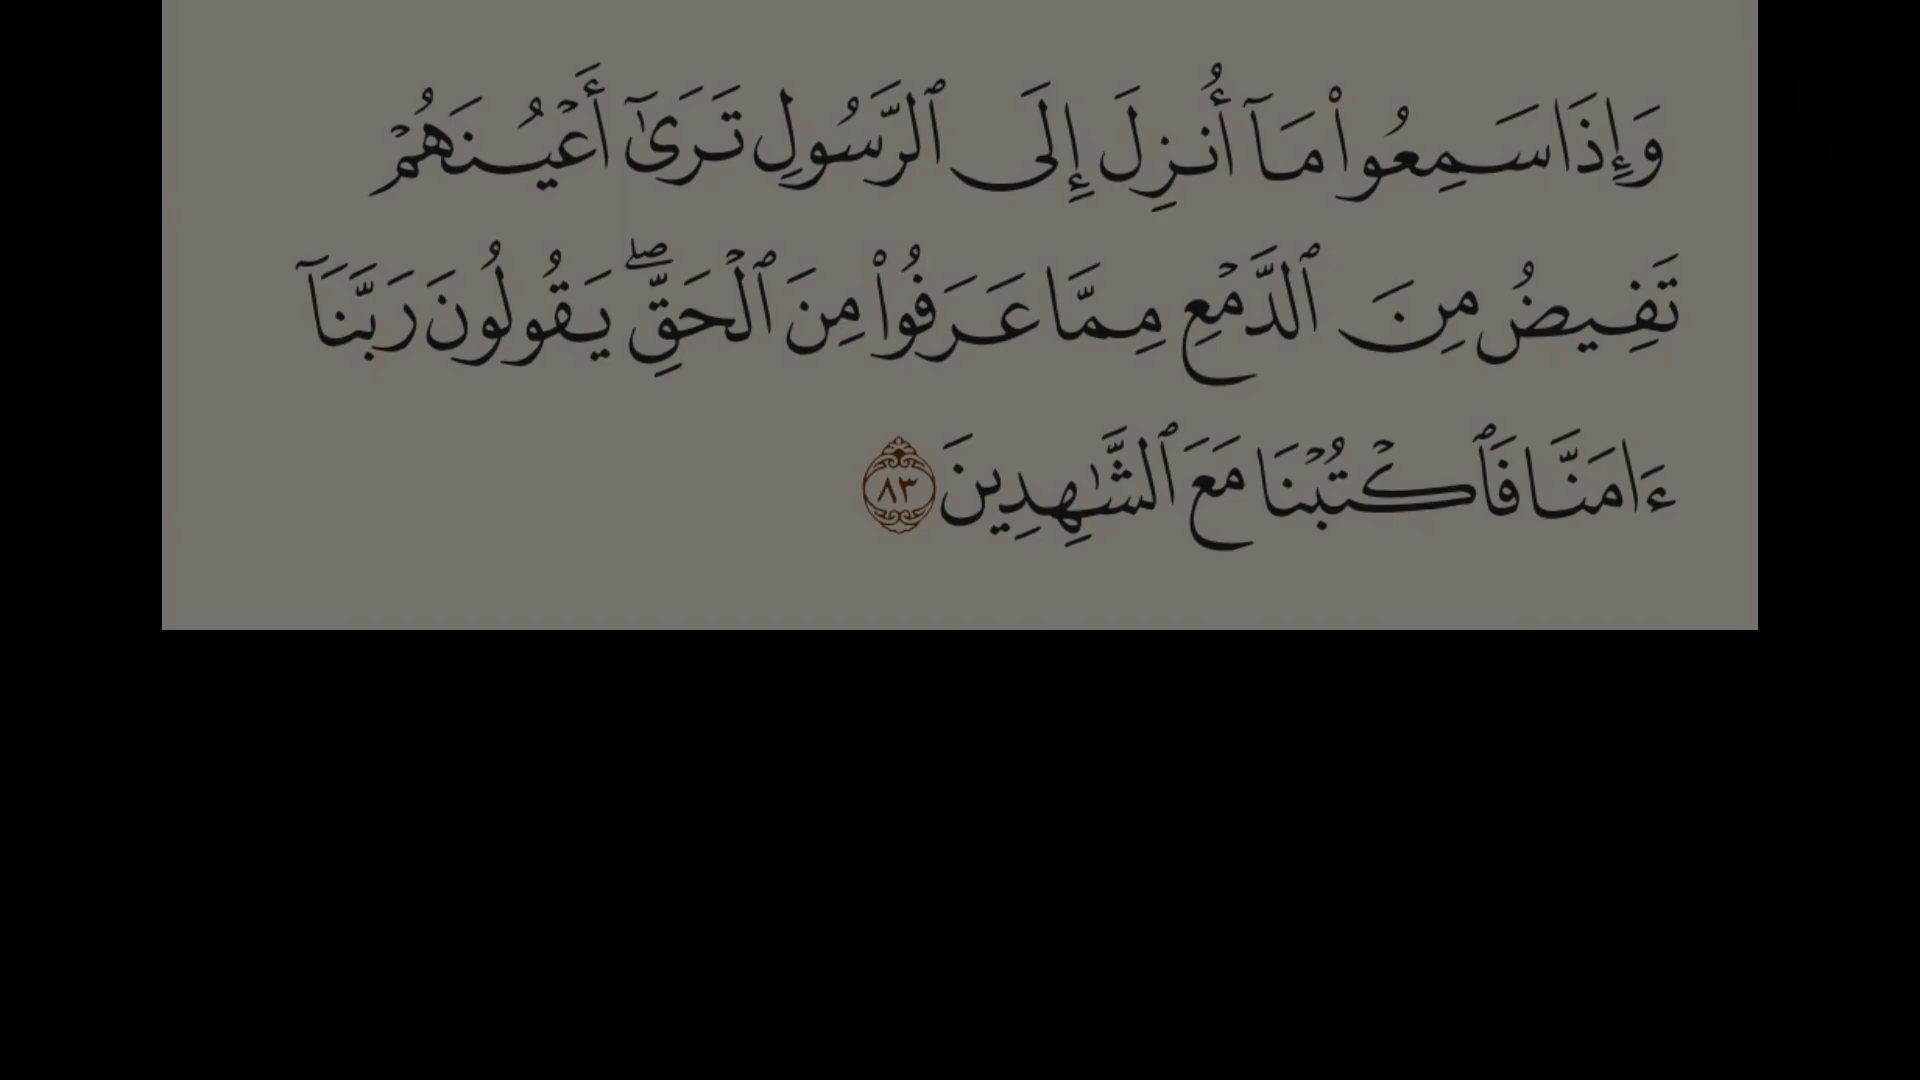 وَإِذَا سَمِعُوا۟ مَآ أُنزِلَ إِلَى ٱلرَّسُولِ تَرَىٰٓ أَعْيُنَهُمْ
تَفِيضُ مِنَ ٱلدَّمْعِ مِمَّا عَرَفُوا۟ مِنَ ٱلْحَقِّ ۖ يَقُولُونَ رَبَّنَآ
ءَامَنَّا فَٱكْتُبْنَا مَعَ ٱلشَّٰهِدِينَ ٨٣